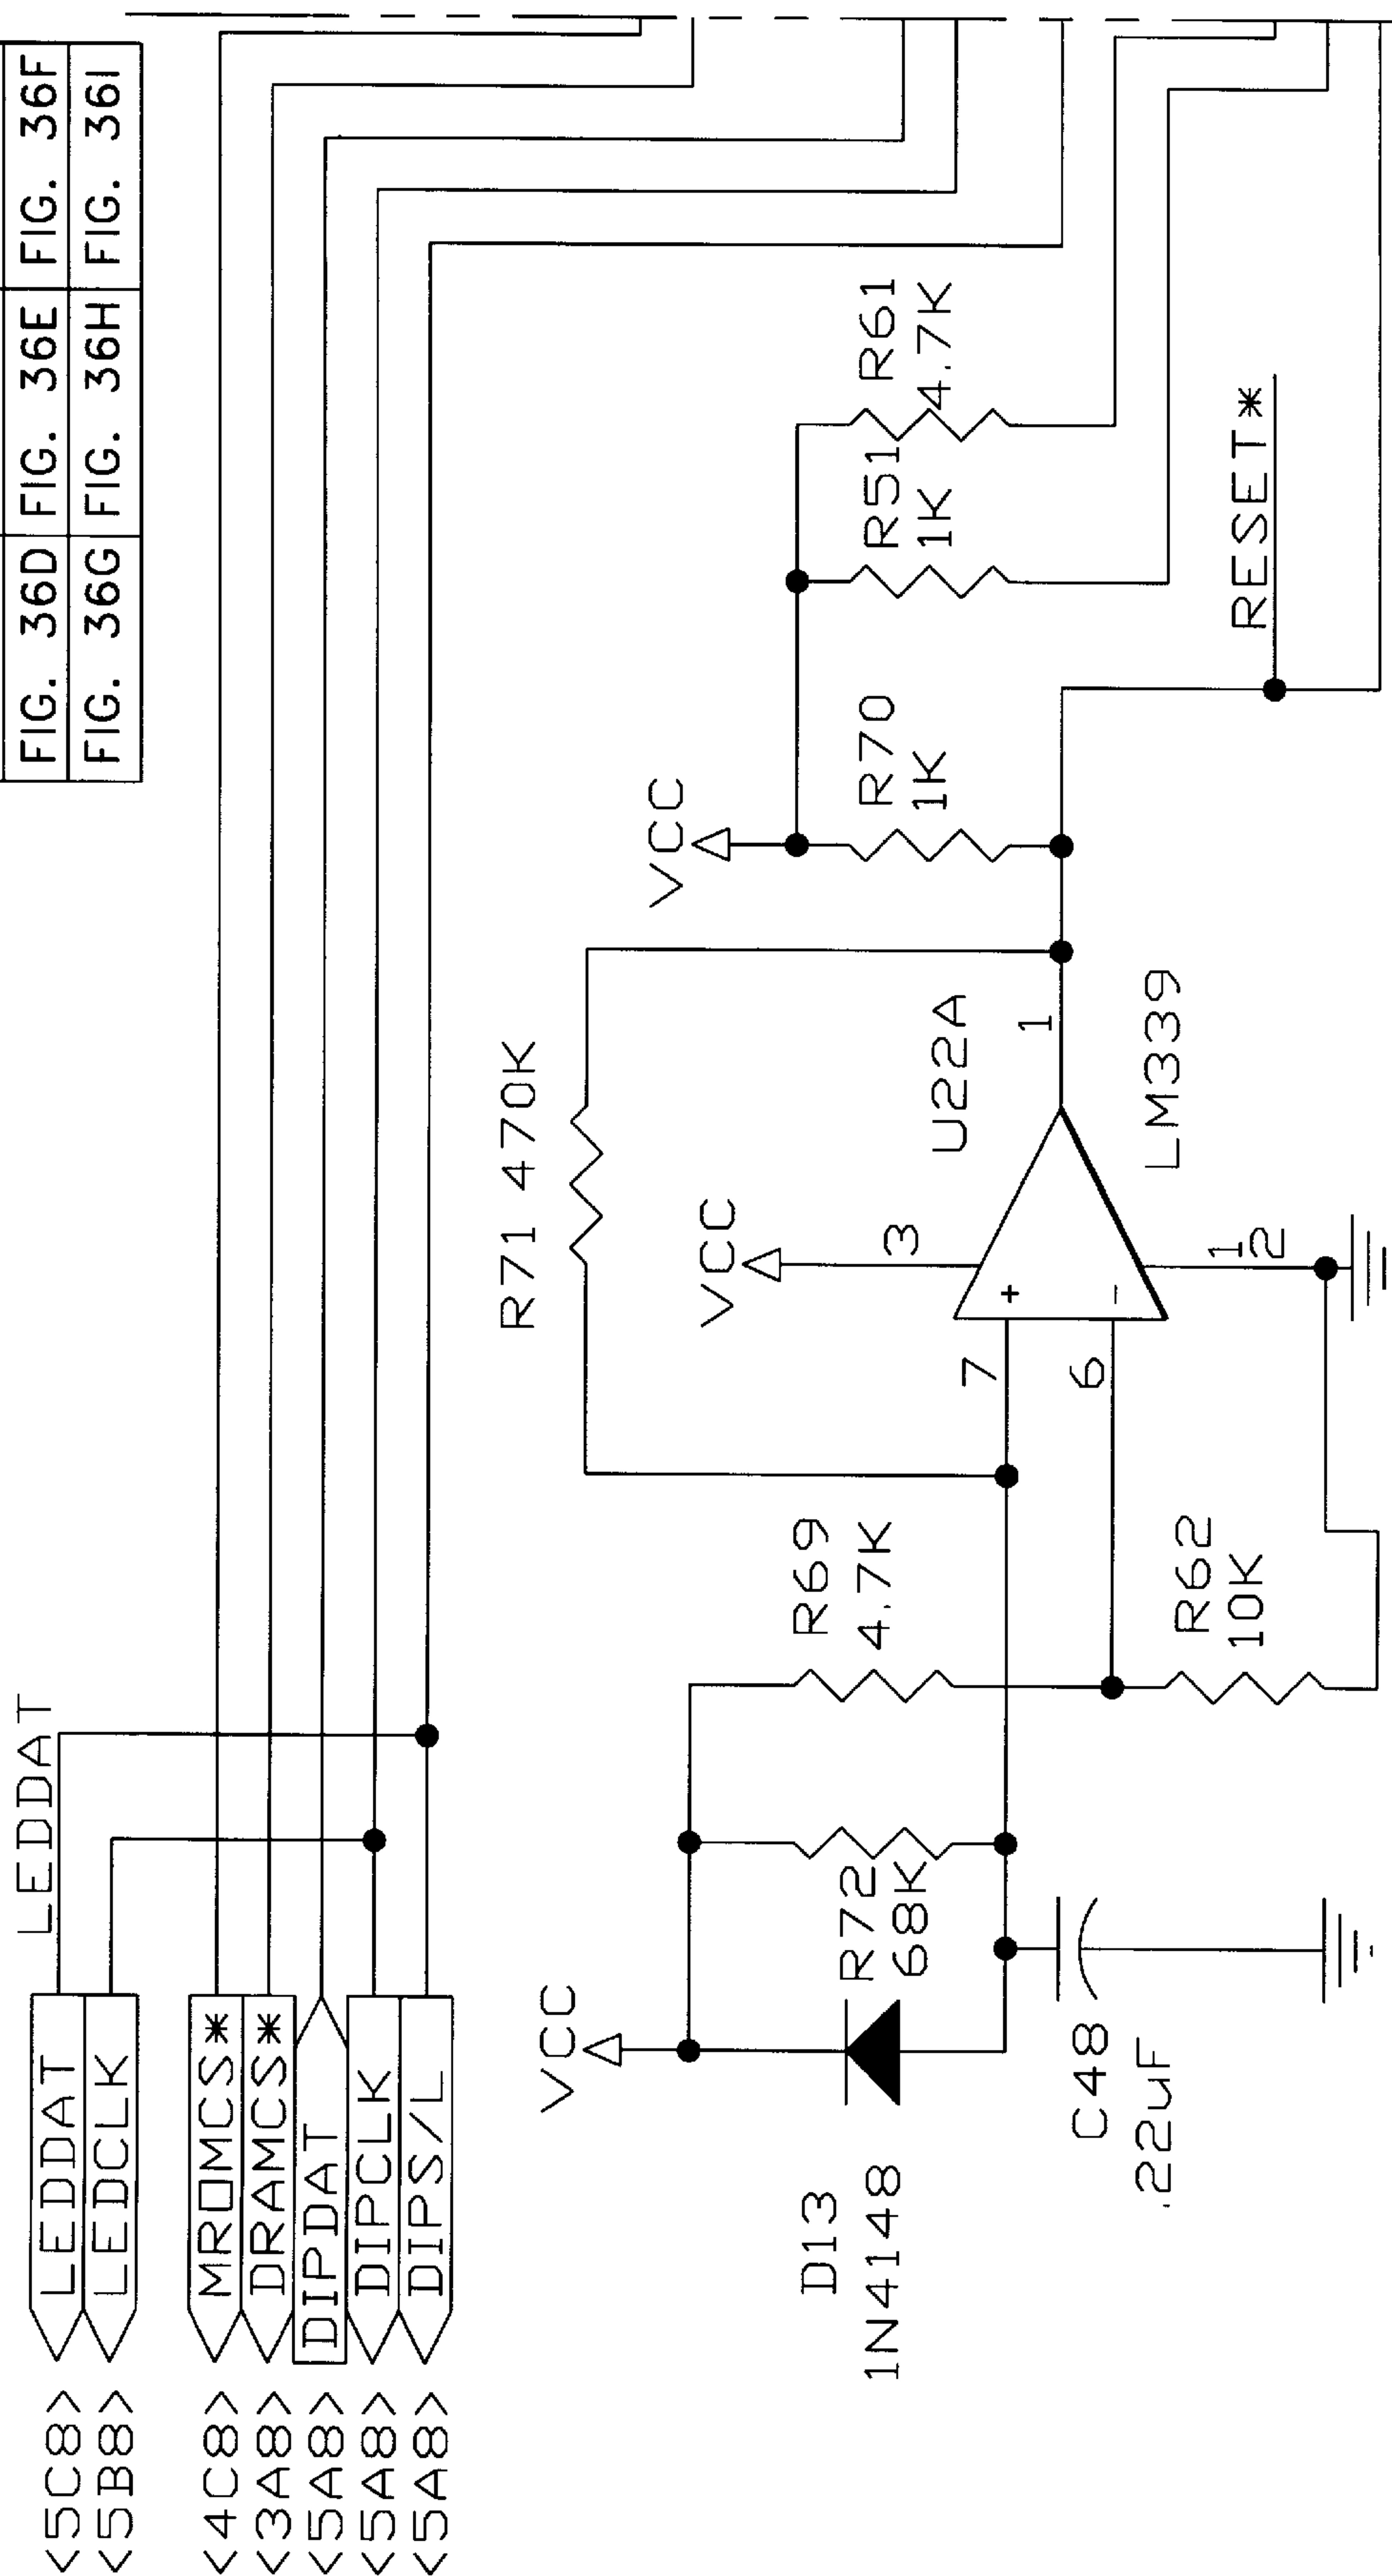 FIG. 36D FIG. 36E FIG. 36F
FIG. 36G FIG. 36H FIG. 36I
LEDDAT
<5C8> LEDDAT
<5B8> LEDCLK
<4C8> MROMCS*
<3A8> DRAMCS*
<5A8> DIPDAT
<5A8> DIPCLK
<5A8> DIPS/L
R71 470K
VCC
VCC
VCC
D13
1N4148
R72
68K
R69
4.7K
C48
.22uF
R62
10K
7
6
+
-
3
12
1
U22A
LM339
R70
1K
R51
1K
R61
4.7K
RESET*